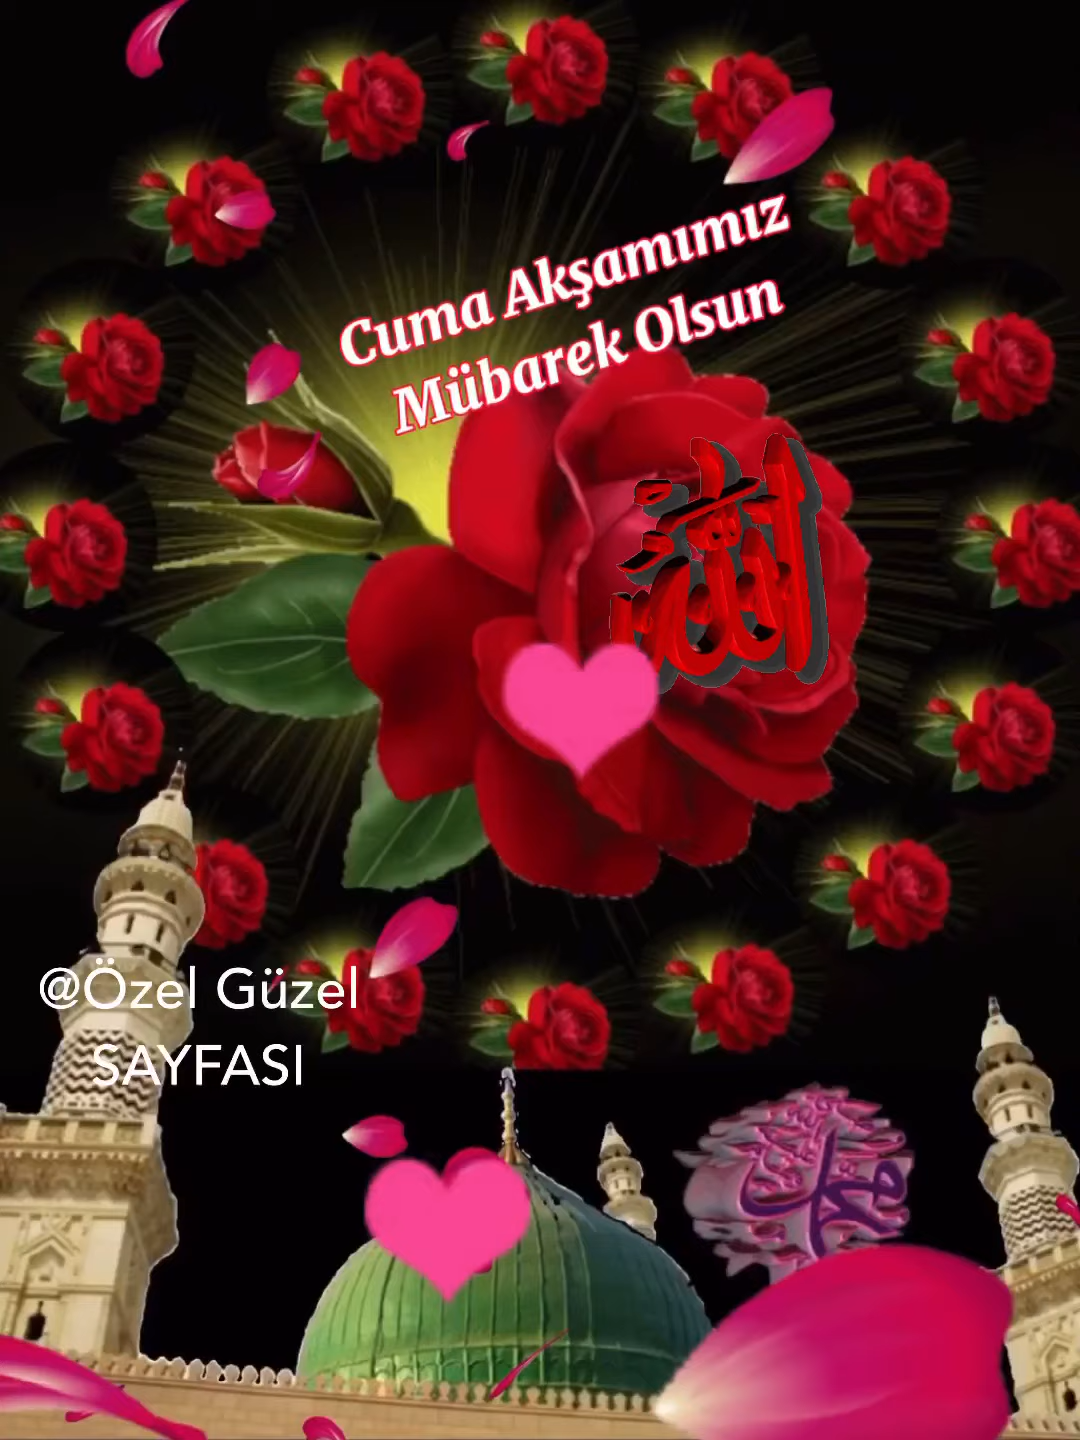 Cuma Akşamımız
Mübarek Olsun
الله
@Özel Güzel
SAYFASI
محمد